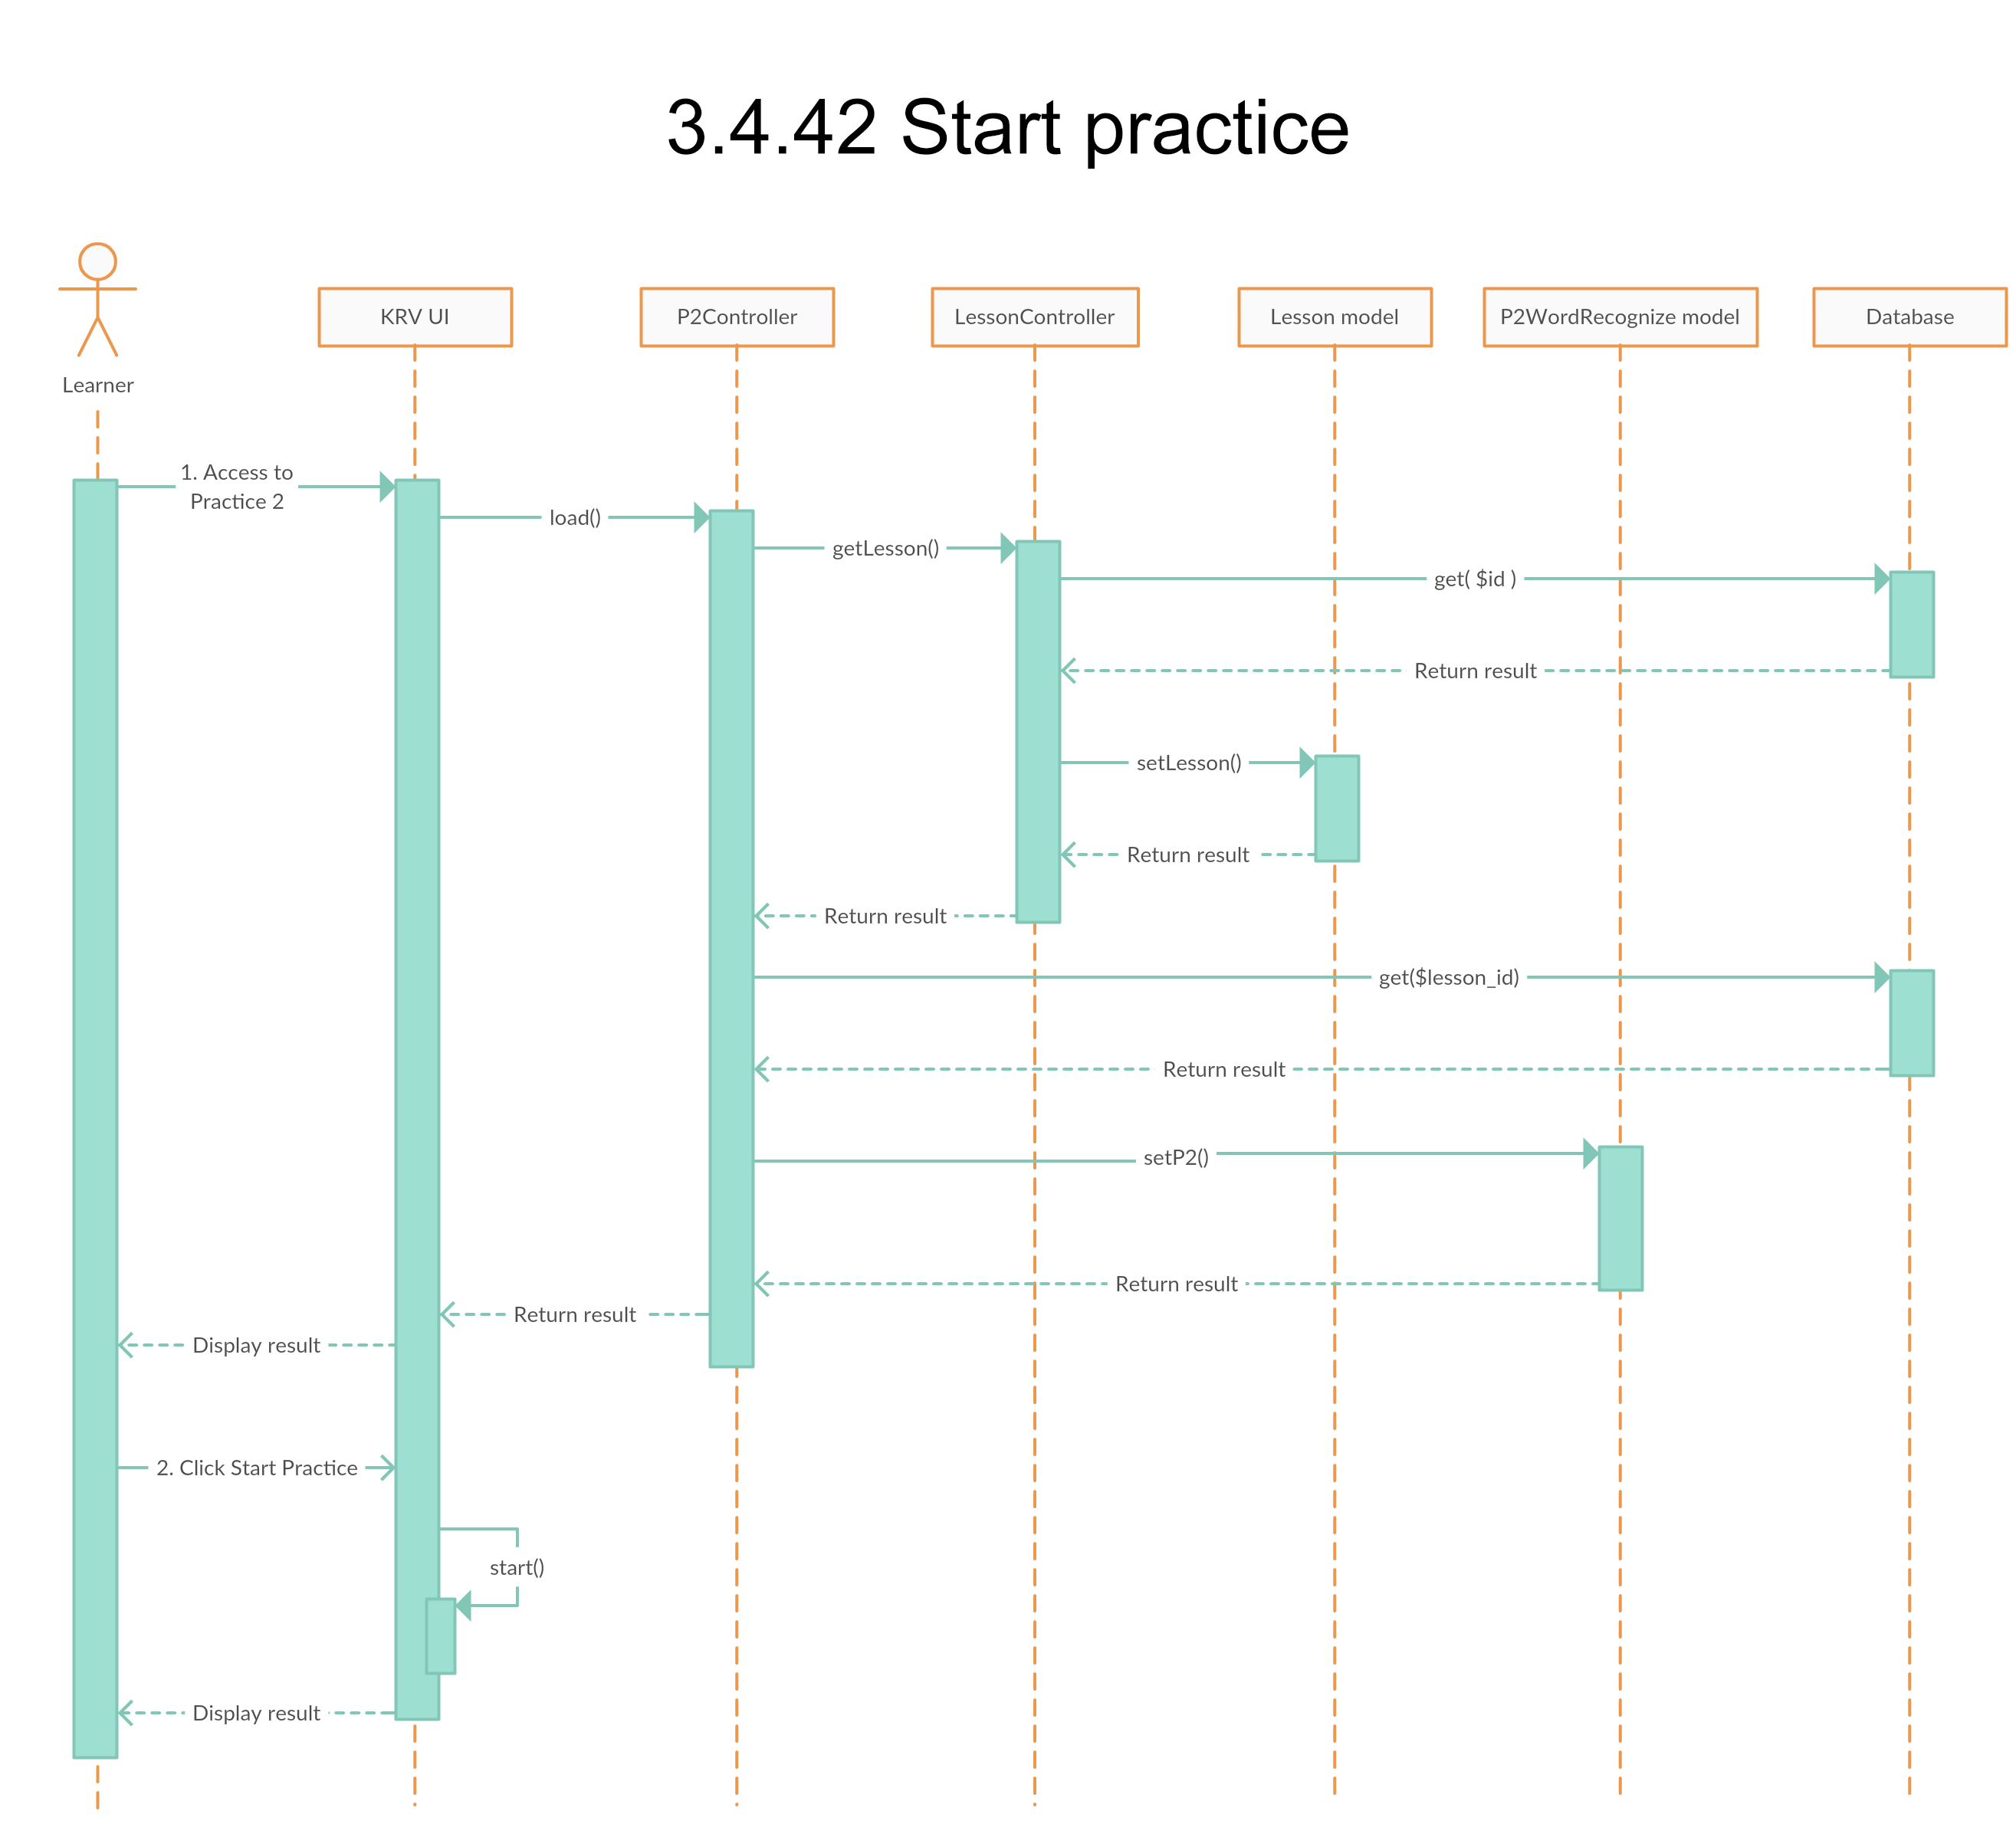 3.4.42 Start practice
Learner
KRV UI
P2Controller
LessonController
Lesson model
P2WordRecognize model
Database
1. Access to
Practice 2
load()
getLesson()
get( $id )
Return result
setLesson()
Return result
Return result
get($lesson_id)
Return result
setP2()
Return result
Return result
Display result
2. Click Start Practice
start()
Display result